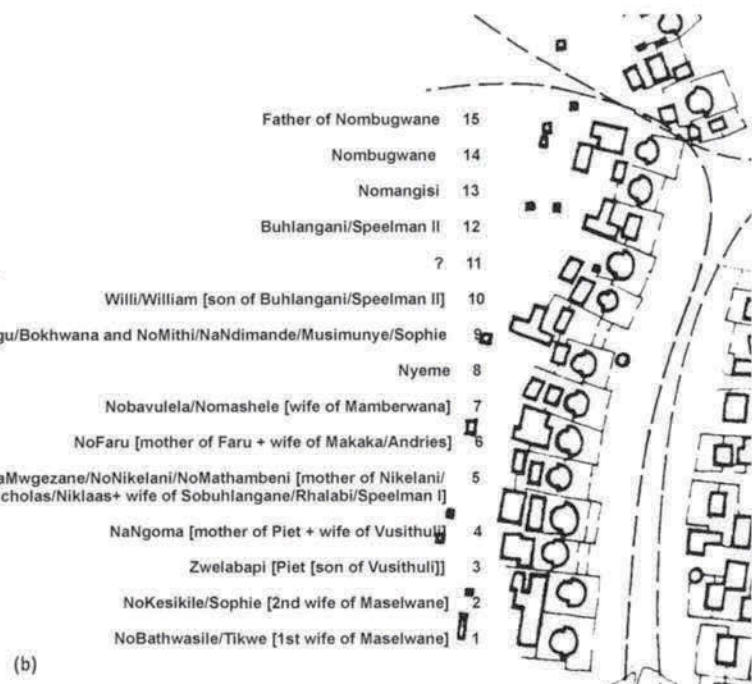 Father of Nombugwane 15
Nombugwane 14
Nomangisi 13
Buhlangani/Speelman II 12
? 11
Willi/William [son of Buhlangani/Speelman II] 10
gu/Bokhwana and NoMithi/NaNdimande/Musimunye/Sophie 9
Nyeme 8
Nobavulela/Nomashele [wife of Mamberwana] 7
NoFaru [mother of Faru + wife of Makaka/Andries] 6
aMwgezane/NoNikelani/NoMathambeni [mother of Nikelani/ 5
cholas/Niklaas+ wife of Sobuhlangane/Rhalabi/Speelman I]
NaNgoma [mother of Piet + wife of Vusithuli] 4
Zwelabapi [Piet [son of Vusithuli]] 3
NoKesikile/Sophie [2nd wife of Maselwane] 2
NoBathwasile/Tikwe [1st wife of Maselwane] 1
(b)